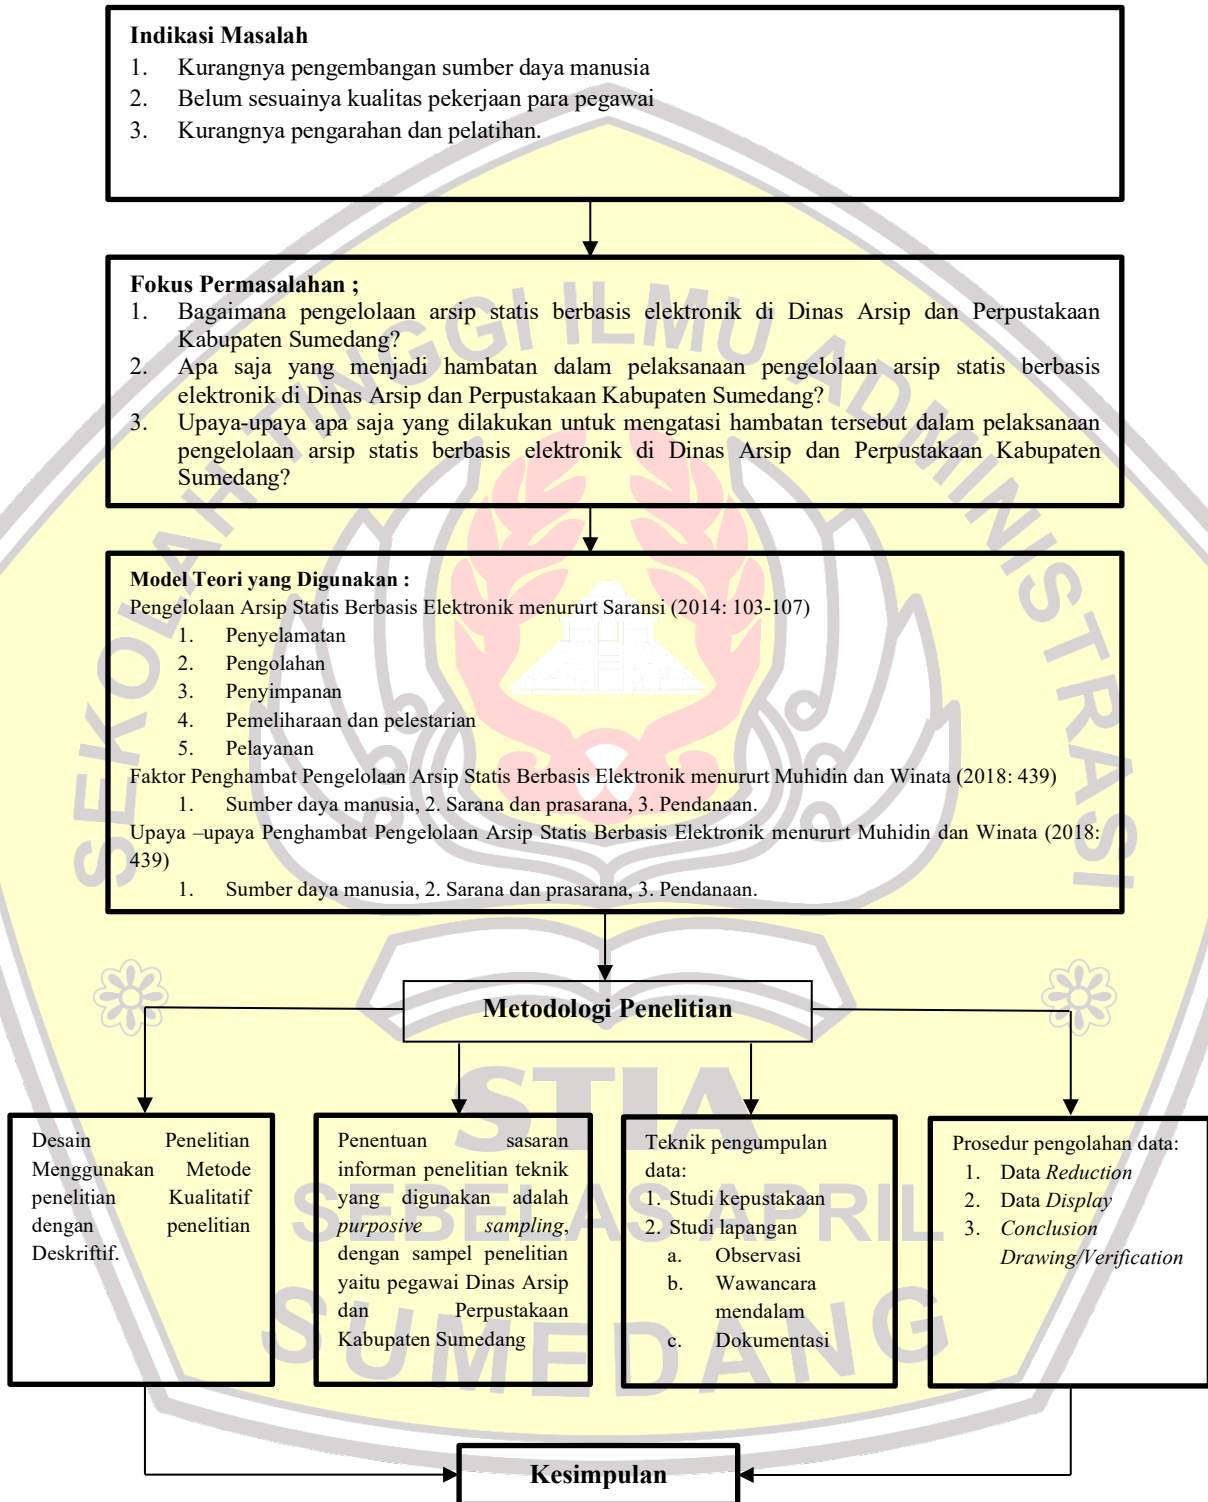 Indikasi Masalah
1. Kurangnya pengembangan sumber daya manusia
2. Belum sesuainya kualitas pekerjaan para pegawai
3. Kurangnya pengarahan dan pelatihan.
Fokus Permasalahan ;
1. Bagaimana pengelolaan arsip statis berbasis elektronik di Dinas Arsip dan Perpustakaan
Kabupaten Sumedang?
2. Apa saja yang menjadi hambatan dalam pelaksanaan pengelolaan arsip statis berbasis
elektronik di Dinas Arsip dan Perpustakaan Kabupaten Sumedang?
3. Upaya-upaya apa saja yang dilakukan untuk mengatasi hambatan tersebut dalam pelaksanaan
pengelolaan arsip statis berbasis elektronik di Dinas Arsip dan Perpustakaan Kabupaten
Sumedang?
Model Teori yang Digunakan :
Pengelolaan Arsip Statis Berbasis Elektronik menururt Saransi (2014: 103-107)
1. Penyelamatan
2. Pengolahan
3. Penyimpanan
4. Pemeliharaan dan pelestarian
5. Pelayanan
Faktor Penghambat Pengelolaan Arsip Statis Berbasis Elektronik menururt Muhidin dan Winata (2018: 439)
1. Sumber daya manusia, 2. Sarana dan prasarana, 3. Pendanaan.
Upaya –upaya Penghambat Pengelolaan Arsip Statis Berbasis Elektronik menururt Muhidin dan Winata (2018:
439)
1. Sumber daya manusia, 2. Sarana dan prasarana, 3. Pendanaan.
Metodologi Penelitian
Desain Penelitian
Menggunakan Metode
penelitian Kualitatif
dengan penelitian
Deskriftif.
Penentuan sasaran
informan penelitian teknik
yang digunakan adalah
purposive sampling,
dengan sampel penelitian
yaitu pegawai Dinas Arsip
dan Perpustakaan
Kabupaten Sumedang
Teknik pengumpulan
data:
1. Studi kepustakaan
2. Studi lapangan
a. Observasi
b. Wawancara
mendalam
c. Dokumentasi
Prosedur pengolahan data:
1. Data Reduction
2. Data Display
3. Conclusion
Drawing/Verification
Kesimpulan
SEKOLAH TINGGI ILMU ADMINISTRASI
STIA
SEBELAS APRIL
SUMEDANG